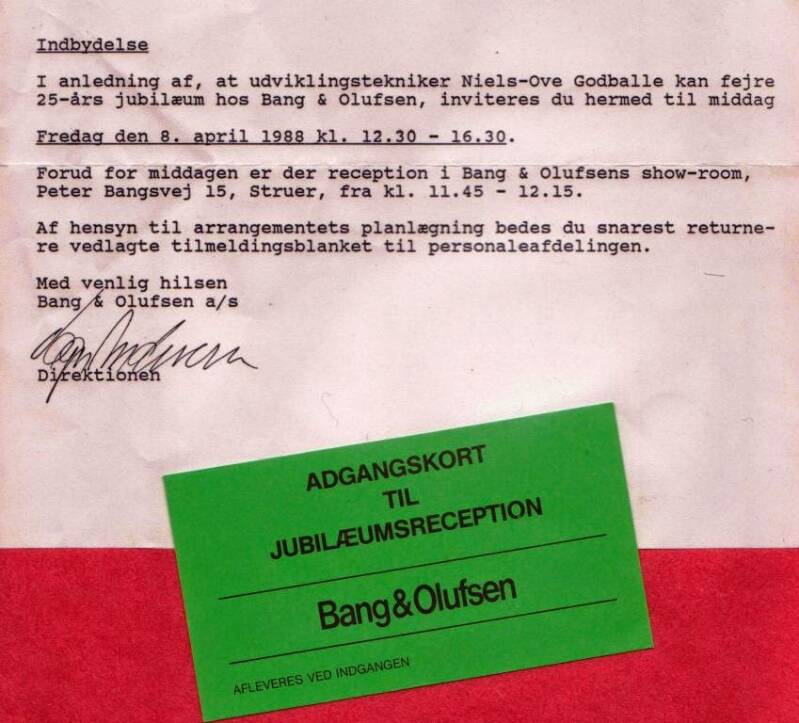 Indbydelse
I anledning af, at udviklingstekniker Niels-Ove Godballe kan fejre
25-års jubilæum hos Bang & Olufsen, inviteres du hermed til middag
Fredag den 8. april 1988 kl. 12.30 - 16.30.
Forud for middagen er der reception i Bang & Olufsens show-room,
Peter Bangsvej 15, Struer, fra kl. 11.45 - 12.15.
Af hensyn til arrangementets planlægning bedes du snarest returne-
re vedlagte tilmeldingsblanket til personaleafdelingen.
Med venlig hilsen
Bang & Olufsen a/s
Direktionen
ADGANGSKORT
TIL
JUBILÆUMSRECEPTION
Bang&Olufsen
AFLEVERES VED INDGANGEN